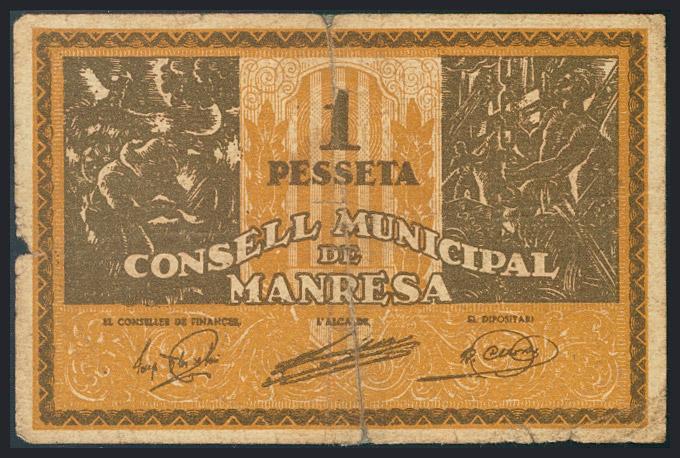 1
PESSETA
CONSELL MUNICIPAL
DE
MANRESA
EL CONSELLER DE FINANCES, L'ALCALDE, EL DIPOSITARI